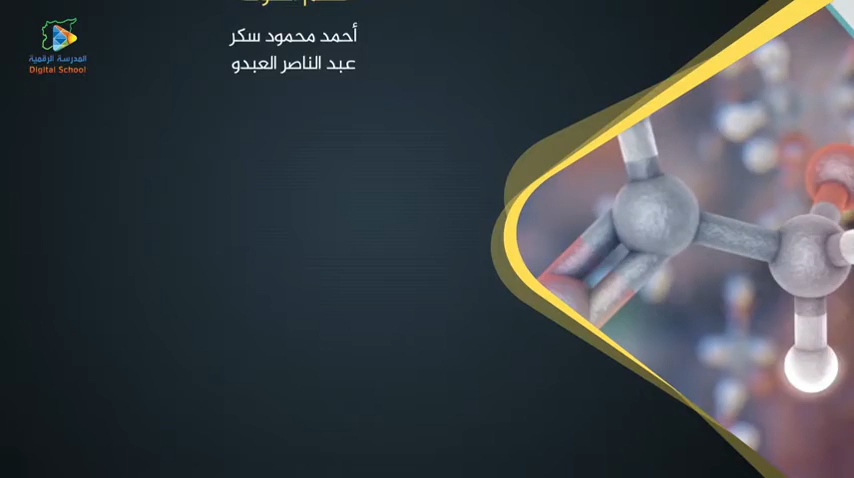 أحمد محمود سكر
عبد الناصر العبدو
المدرسة الرقمية
Digital School